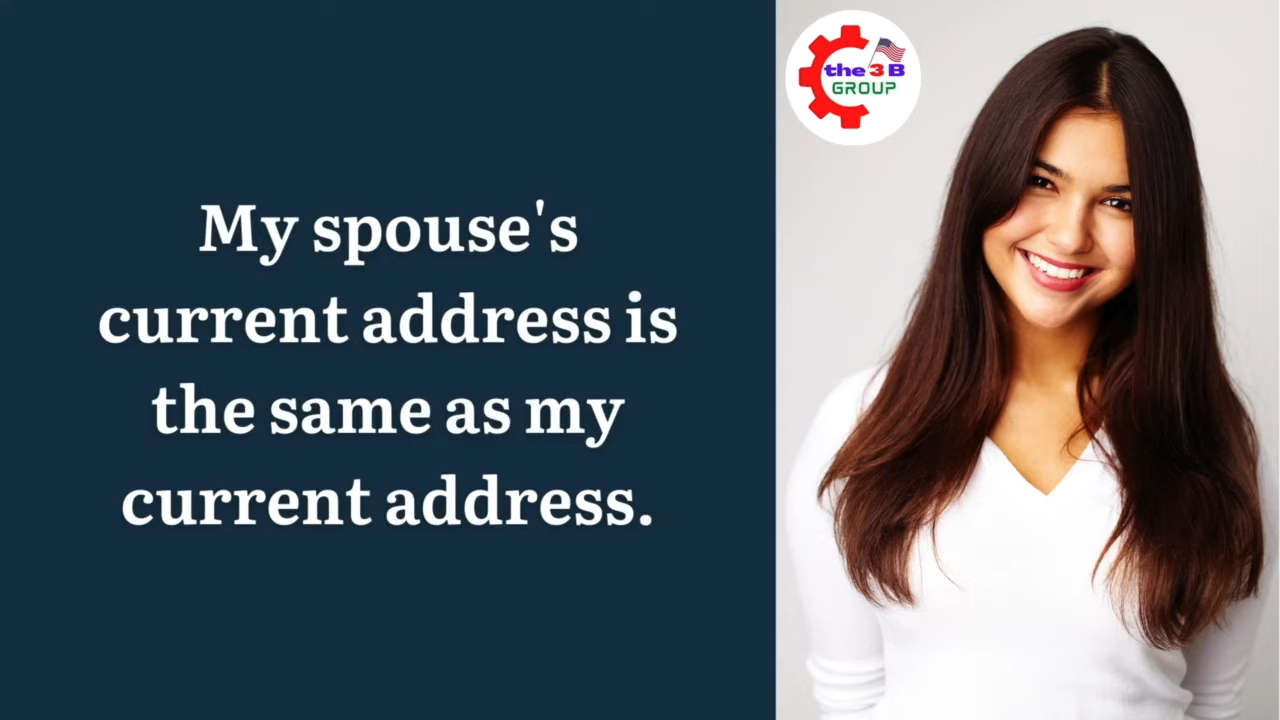 My spouse's
current address is
the same as my
current address.
the 3 B
GROUP